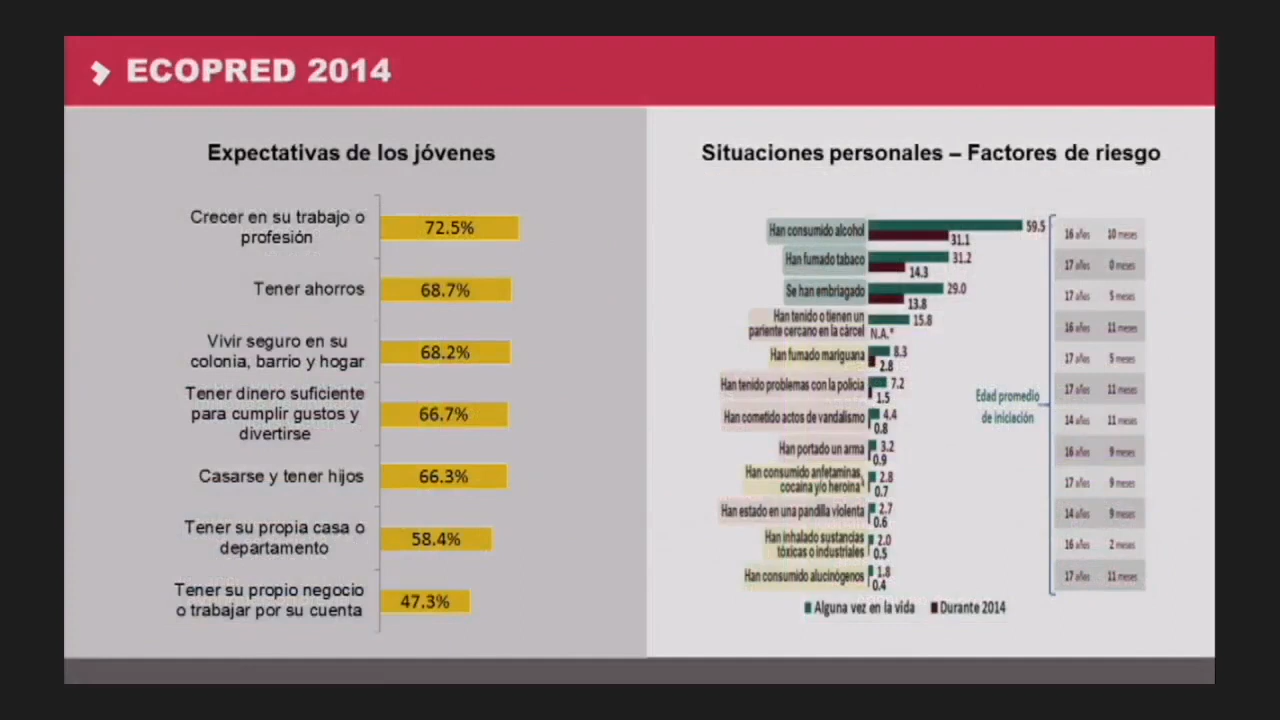 ECOPRED 2014
Expectativas de los jóvenes
Crecer en su trabajo o
profesión
72.5%
Tener ahorros
68.7%
Vivir seguro en su
colonia, barrio y hogar
68.2%
Tener dinero suficiente
para cumplir gustos y
divertirse
66.7%
Casarse y tener hijos
66.3%
Tener su propia casa o
departamento
58.4%
Tener su propio negocio
o trabajar por su cuenta
47.3%
Situaciones personales – Factores de riesgo
Han consumido alcohol
59.5
31.1
16 años 10 meses
Han fumado tabaco
31.2
14.3
17 años 0 meses
Se han embriagado
29.0
13.8
17 años 5 meses
Han tenido o tienen un
pariente cercano en la cárcel
15.8
N.A.*
16 años 11 meses
Han fumado mariguana
8.3
2.8
17 años 5 meses
Han tenido problemas con la policía
7.2
1.5
17 años 11 meses
Han cometido actos de vandalismo
4.4
0.8
14 años 11 meses
Han portado un arma
3.2
0.9
16 años 9 meses
Han consumido anfetaminas,
cocaína y/o heroína
2.8
0.7
17 años 9 meses
Han estado en una pandilla violenta
2.7
0.6
14 años 9 meses
Han inhalado sustancias
tóxicas o industriales
2.0
0.5
16 años 2 meses
Han consumido alucinógenos
1.8
0.4
17 años 11 meses
Edad promedio
de iniciación
Alguna vez en la vida
Durante 2014